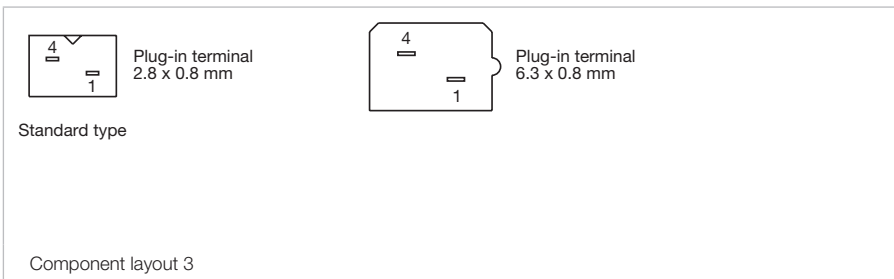 4
1
Plug-in terminal
2.8 x 0.8 mm
Standard type
4
1
Plug-in terminal
6.3 x 0.8 mm
Component layout 3